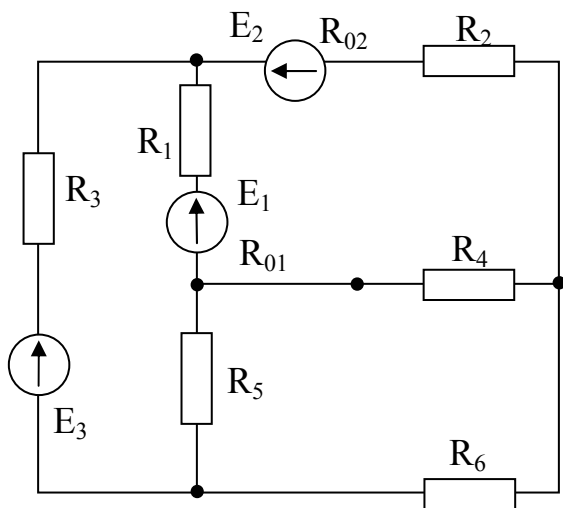 E₂ R₀₂ R₂
R₁
R₃ E₁
R₀₁ R₄
R₅
E₃
R₆